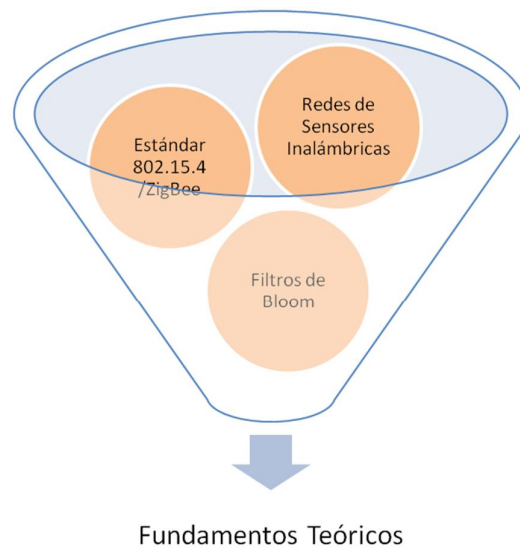 Redes de
Sensores
Inalámbricas
Estándar
802.15.4
/ZigBee
Filtros de
Bloom
Fundamentos Teóricos